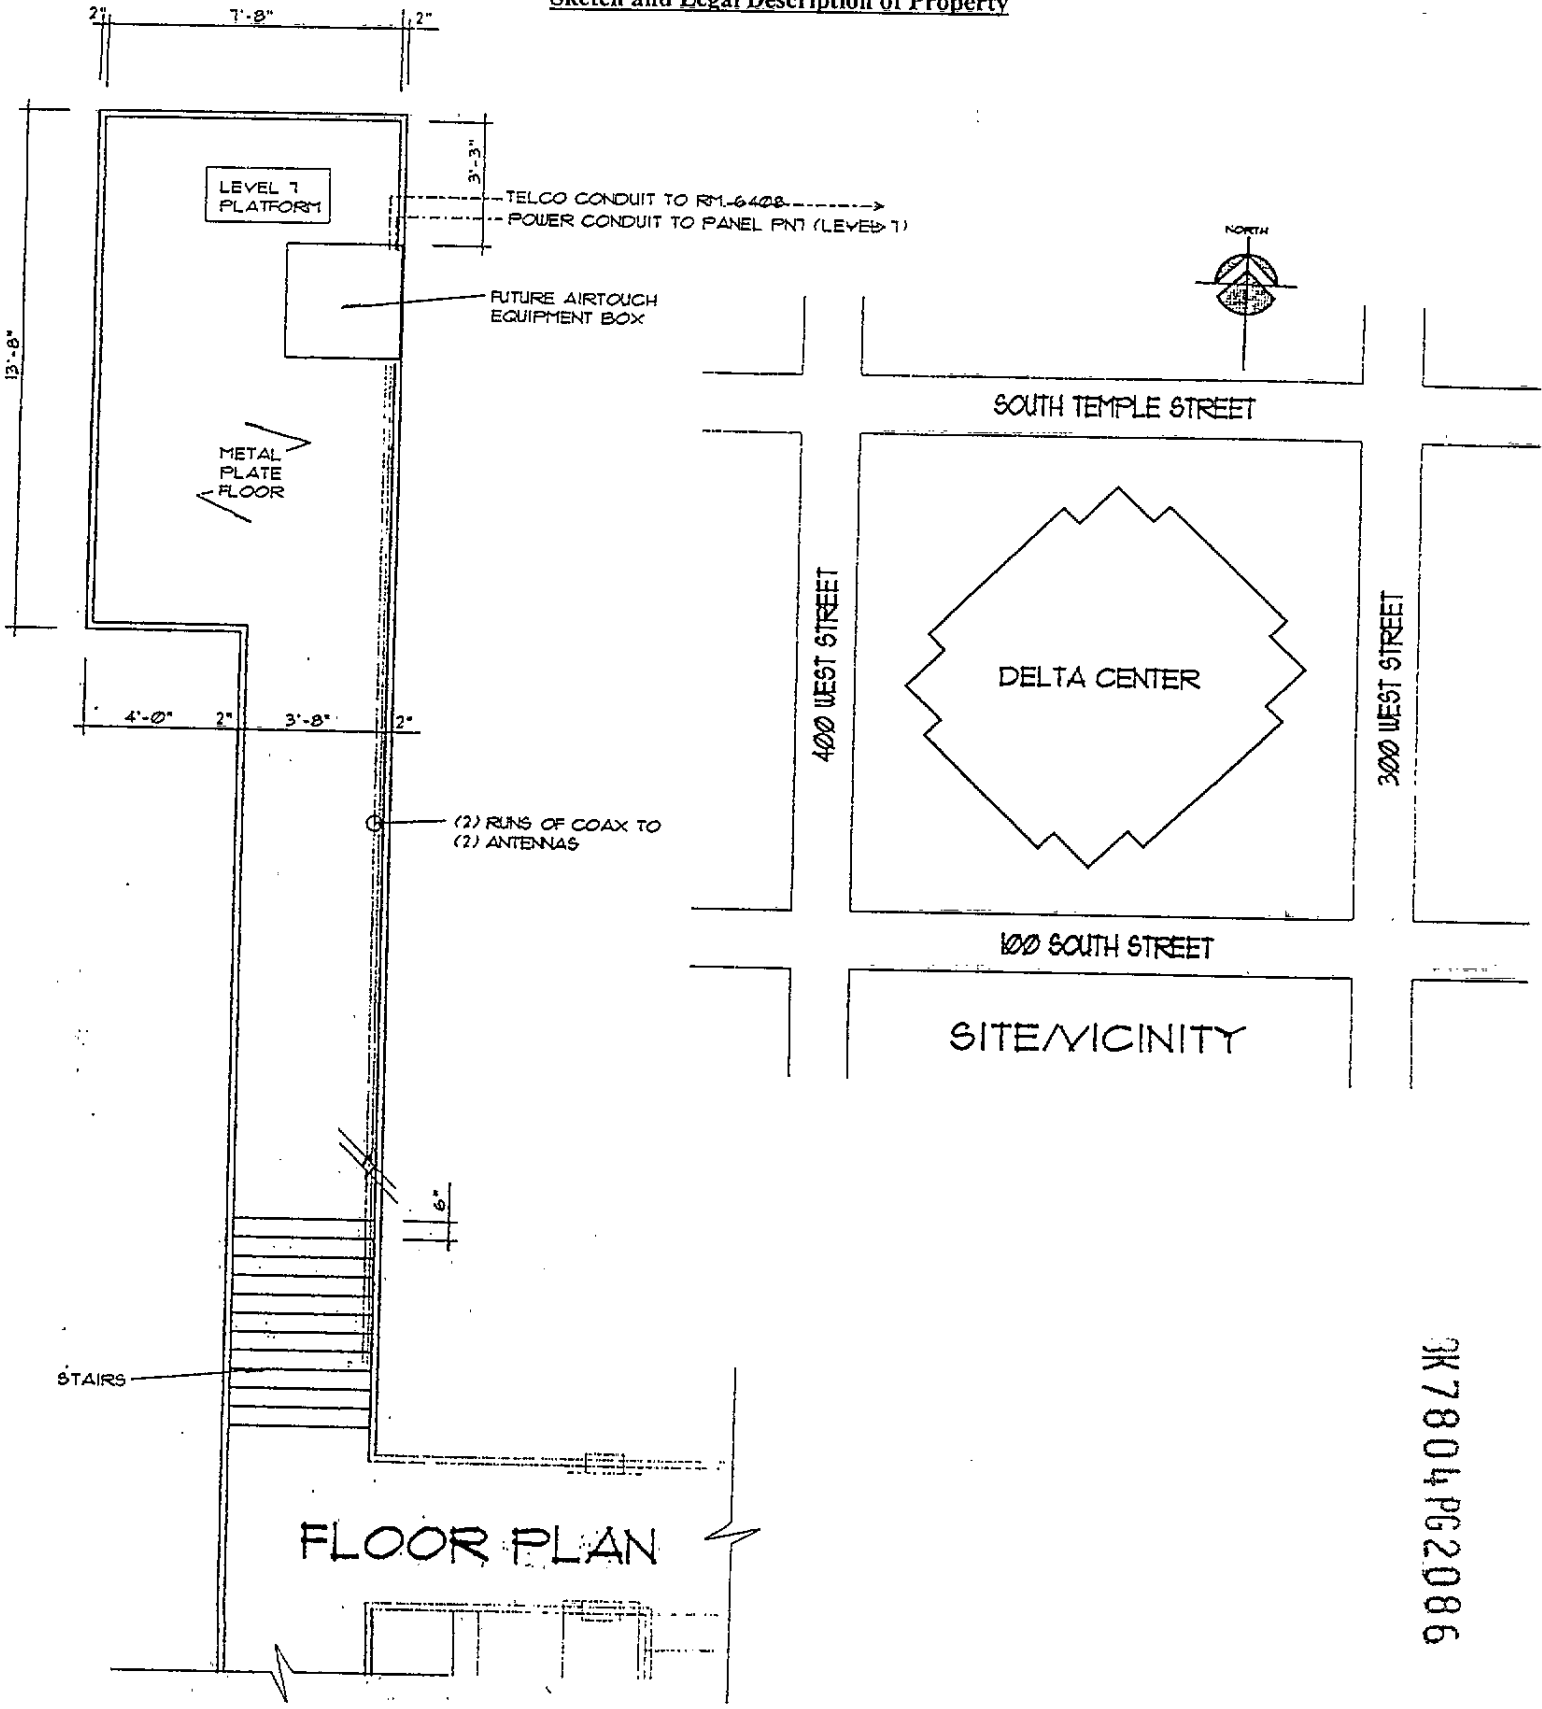 Sketch and Legal Description of Property
2" 7'-8" 2"
3'-3"
13'-8"
LEVEL 7
PLATFORM
TELCO CONDUIT TO RM. 6408
POWER CONDUIT TO PANEL PN7 (LEVEL 7)
FUTURE AIRTOUCH
EQUIPMENT BOX
METAL
PLATE
FLOOR
4'-0" 2" 3'-8" 2"
(2) RUNS OF COAX TO
(2) ANTENNAS
6"
STAIRS
FLOOR PLAN
NORTH
SOUTH TEMPLE STREET
400 WEST STREET
DELTA CENTER
300 WEST STREET
100 SOUTH STREET
SITE/VICINITY
BK7804PG2086